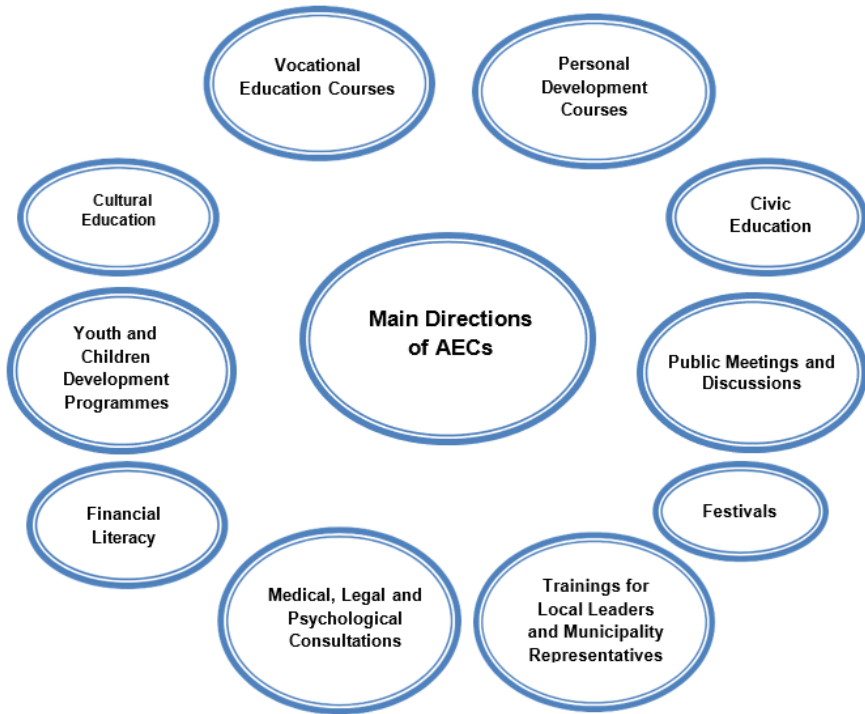 Vocational
Education Courses
Personal
Development
Courses
Cultural
Education
Civic
Education
Main Directions
of AECs
Youth and
Children
Development
Programmes
Public Meetings and
Discussions
Financial
Literacy
Festivals
Medical, Legal and
Psychological
Consultations
Trainings for
Local Leaders
and Municipality
Representatives